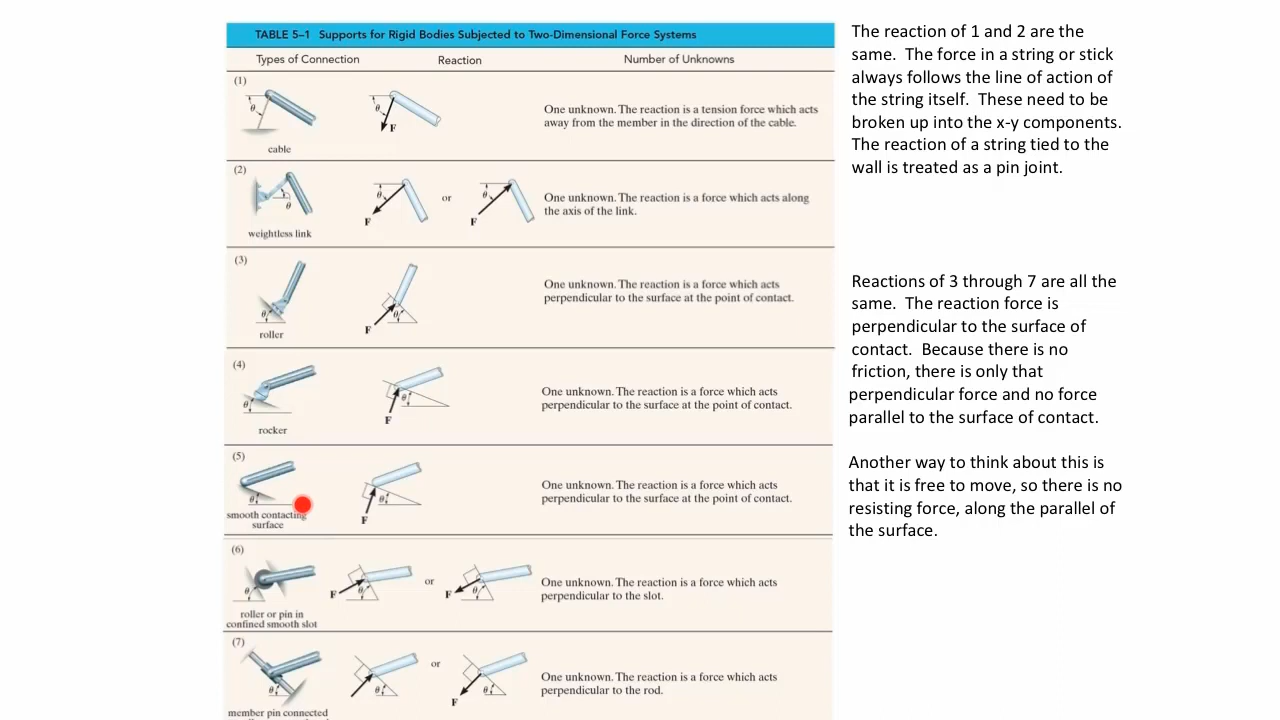 TABLE 5–1 Supports for Rigid Bodies Subjected to Two-Dimensional Force Systems
Types of Connection Reaction Number of Unknowns
(1)
θ
θ
F
One unknown. The reaction is a tension force which acts
away from the member in the direction of the cable.
cable
(2)
θ
θ
F
or
θ
F
One unknown. The reaction is a force which acts along
the axis of the link.
weightless link
(3)
θ
θ
F
One unknown. The reaction is a force which acts
perpendicular to the surface at the point of contact.
roller
(4)
θ
θ
F
One unknown. The reaction is a force which acts
perpendicular to the surface at the point of contact.
rocker
(5)
θ
θ
F
One unknown. The reaction is a force which acts
perpendicular to the surface at the point of contact.
smooth contacting
surface
(6)
θ
F
θ
or
F
θ
One unknown. The reaction is a force which acts
perpendicular to the slot.
roller or pin in
confined smooth slot
(7)
θ
θ
or
F
θ
One unknown. The reaction is a force which acts
perpendicular to the rod.
member pin connected
The reaction of 1 and 2 are the
same. The force in a string or stick
always follows the line of action of
the string itself. These need to be
broken up into the x-y components.
The reaction of a string tied to the
wall is treated as a pin joint.
Reactions of 3 through 7 are all the
same. The reaction force is
perpendicular to the surface of
contact. Because there is no
friction, there is only that
perpendicular force and no force
parallel to the surface of contact.
Another way to think about this is
that it is free to move, so there is no
resisting force, along the parallel of
the surface.